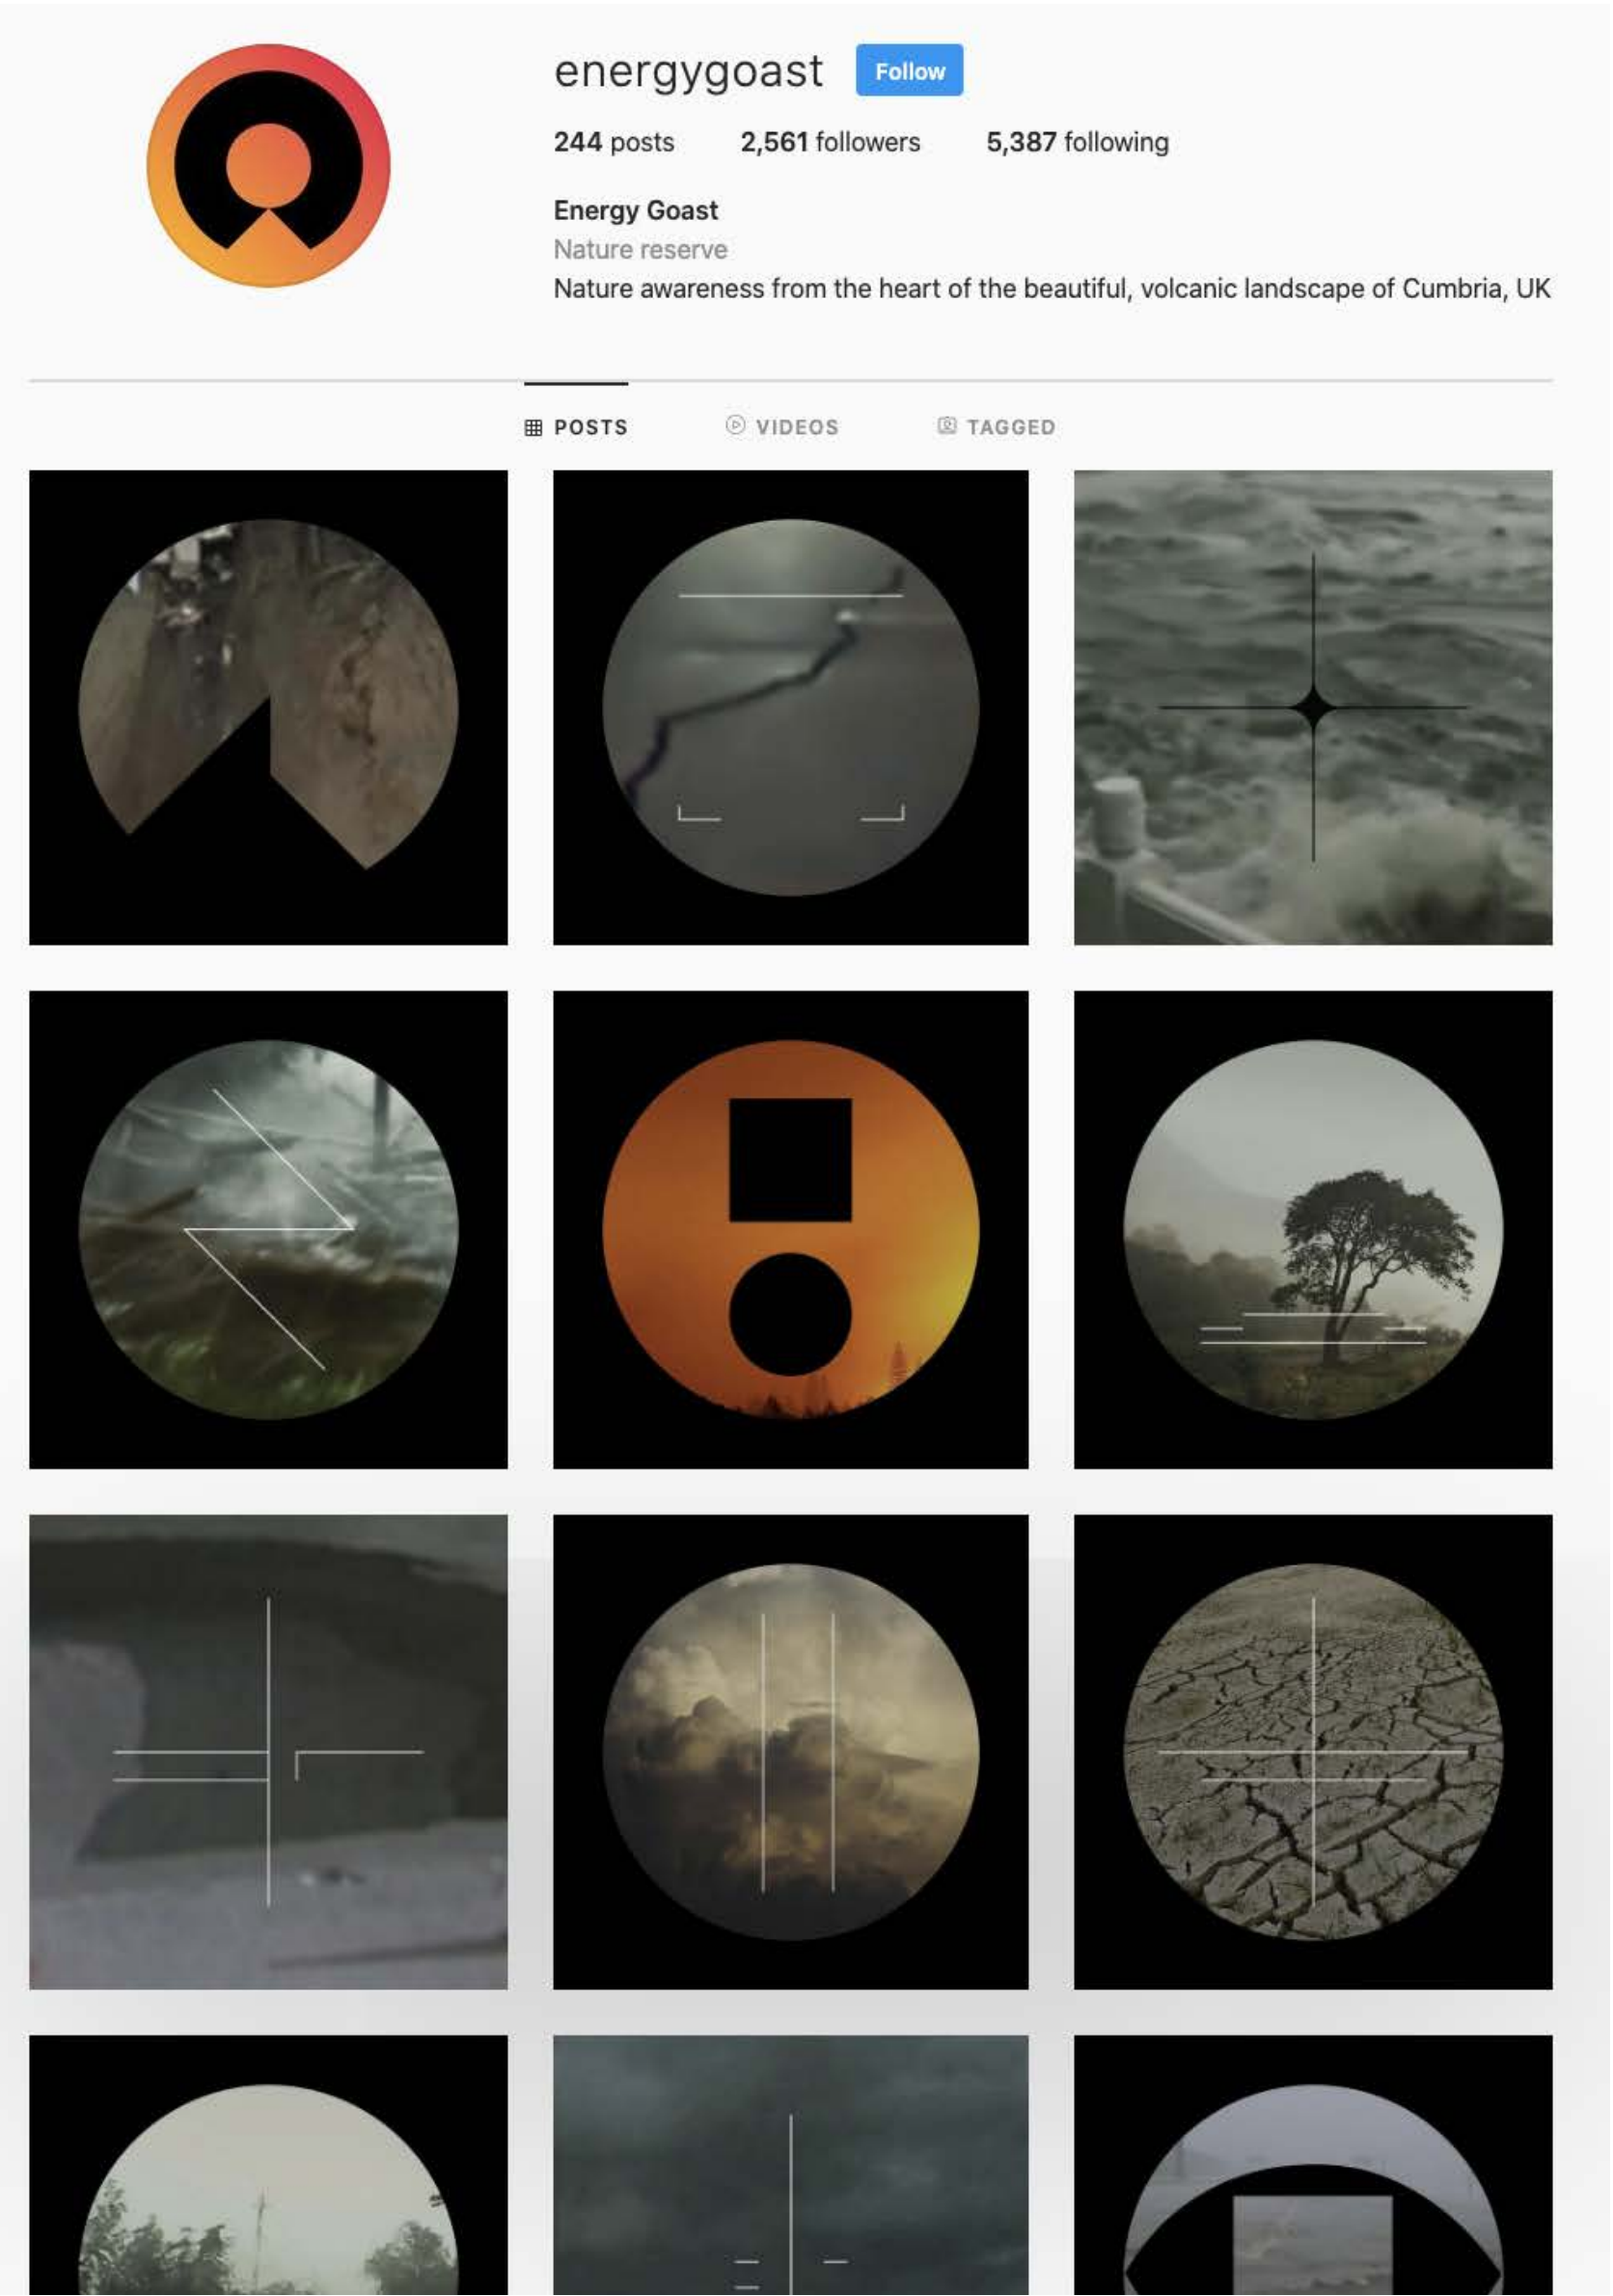 energygoast Follow
244 posts 2,561 followers 5,387 following
Energy Goast
Nature reserve
Nature awareness from the heart of the beautiful, volcanic landscape of Cumbria, UK
POSTS VIDEOS TAGGED